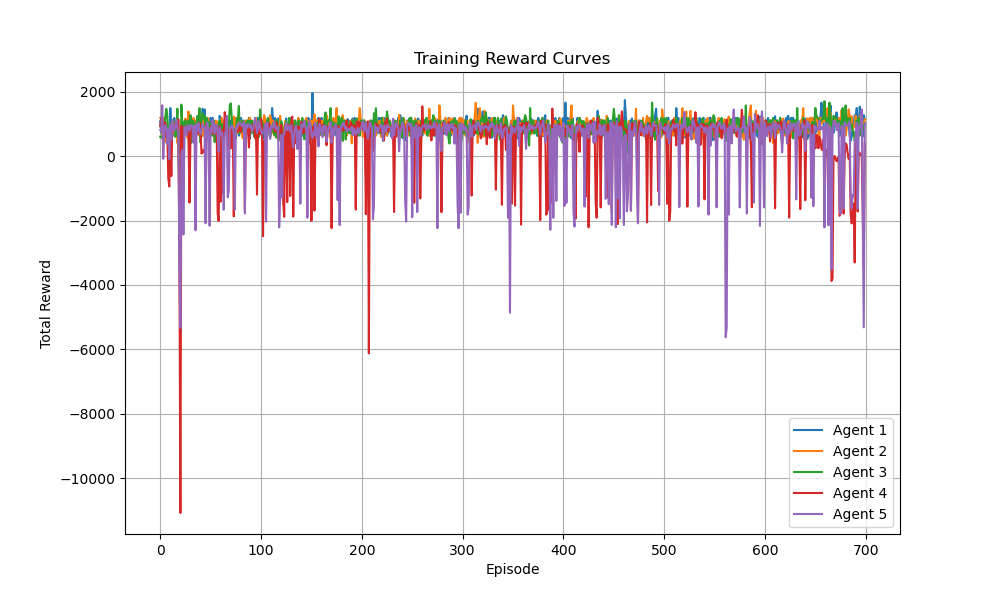 Training Reward Curves
Total Reward
2000
0
−2000
−4000
−6000
−8000
−10000
0 100 200 300 400 500 600 700
Episode
Agent 1
Agent 2
Agent 3
Agent 4
Agent 5